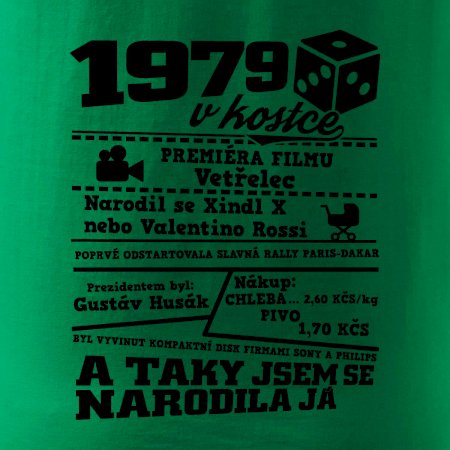 1979
v kostce
PREMIÉRA FILMU
Vetřelec
Narodil se Xindl X
nebo Valentino Rossi
POPRVÉ ODSTARTOVALA SLAVNÁ RALLY PARIS-DAKAR
Prezidentem byl:
Gustáv Husák
Nákup:
CHLEBA... 2,60 KČS/kg
PIVO
1,70 KČS
BYL VYVINUT KOMPAKTNÍ DISK FIRMAMI SONY A PHILIPS
A TAKY JSEM SE
NARODILA JÁ